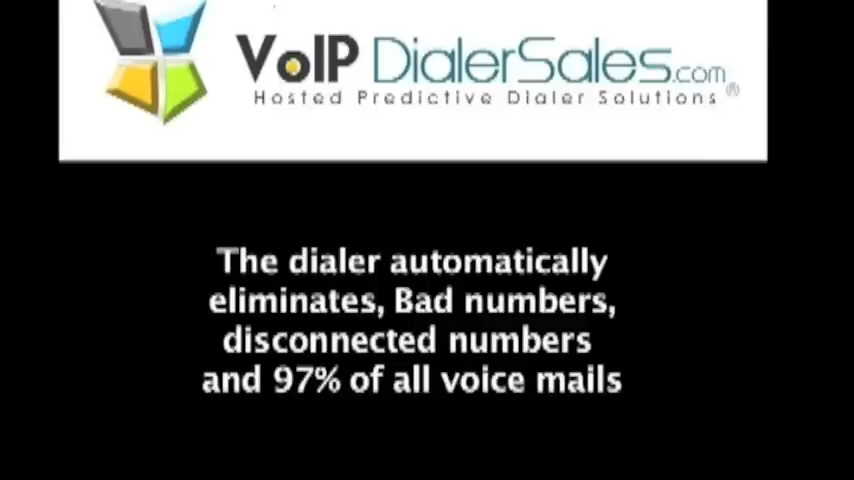 VoIP DialerSales.com
Hosted Predictive Dialer Solutions ®
The dialer automatically
eliminates, Bad numbers,
disconnected numbers
and 97% of all voice mails